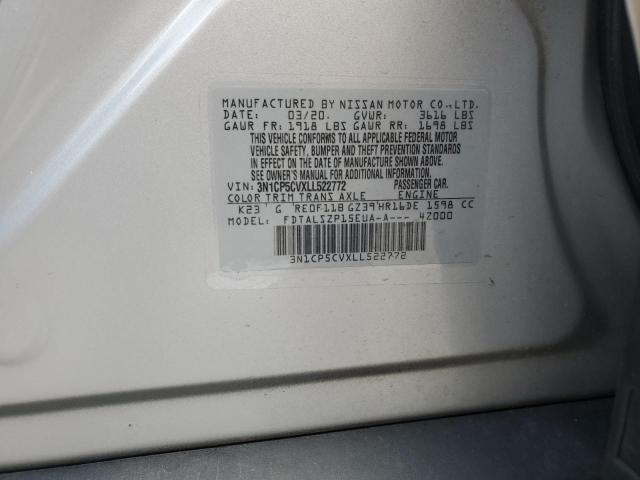 MANUFACTURED BY NISSAN MOTOR CO.,LTD.
DATE: 03/20. GVWR: 3616 LBS
GAWR FR: 1918 LBS GAWR RR: 1698 LBS
THIS VEHICLE CONFORMS TO ALL APPLICABLE FEDERAL MOTOR
VEHICLE SAFETY, BUMPER AND THEFT PREVENTION STANDARDS
IN EFFECT ON THE DATE OF MANUFACTURE SHOWN ABOVE.
SEE OWNER'S MANUAL FOR ADDITIONAL INFORMATION.
VIN: 3N1CP5CVXLL522772 PASSENGER CAR.
COLOR TRIM TRANS AXLE ENGINE
K23 G RE0F11B GZ39 HR16DE 1598 CC
MODEL: FDTALSZP15EUA-A--- 4Z000
3N1CP5CVXLL522772